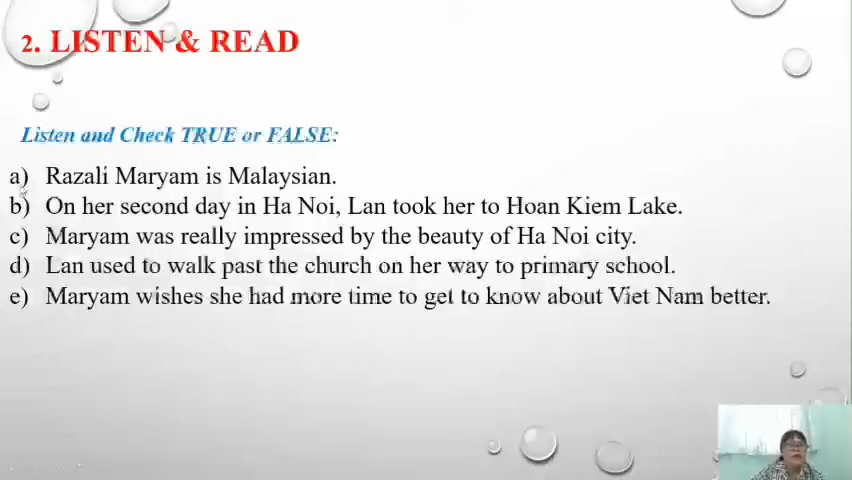 2. LISTEN & READ
Listen and Check TRUE or FALSE:
a) Razali Maryam is Malaysian.
b) On her second day in Ha Noi, Lan took her to Hoan Kiem Lake.
c) Maryam was really impressed by the beauty of Ha Noi city.
d) Lan used to walk past the church on her way to primary school.
e) Maryam wishes she had more time to get to know about Viet Nam better.